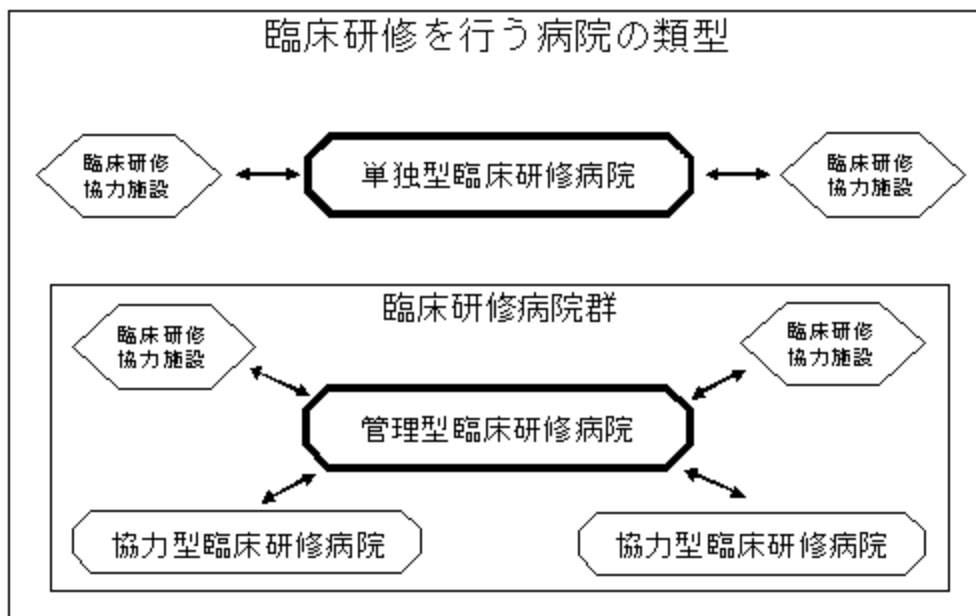 臨床研修を行う病院の類型
臨床研修
協力施設
単独型臨床研修病院
臨床研修
協力施設
臨床研修病院群
臨床研修
協力施設
臨床研修
協力施設
管理型臨床研修病院
協力型臨床研修病院
協力型臨床研修病院